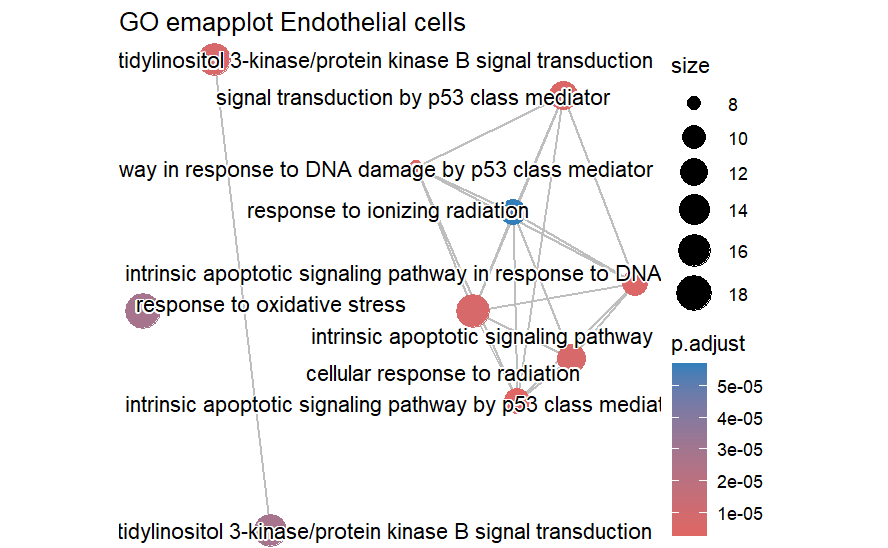 GO emapplot Endothelial cells
tidylinositol 3-kinase/protein kinase B signal transduction
signal transduction by p53 class mediator
way in response to DNA damage by p53 class mediator
response to ionizing radiation
intrinsic apoptotic signaling pathway in response to DNA
response to oxidative stress
intrinsic apoptotic signaling pathway
cellular response to radiation
intrinsic apoptotic signaling pathway by p53 class mediat
tidylinositol 3-kinase/protein kinase B signal transduction
size
8
10
12
14
16
18
p.adjust
5e-05
4e-05
3e-05
2e-05
1e-05